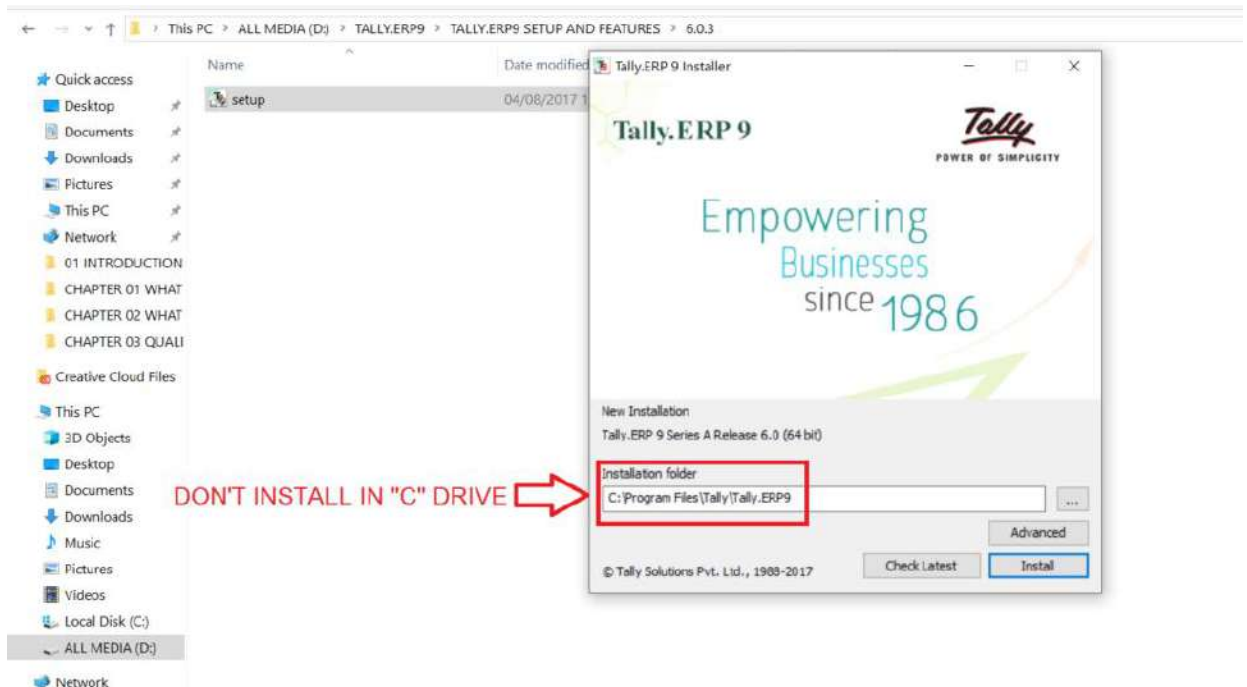 This PC > ALL MEDIA (D:) > TALLY.ERP9 > TALLY.ERP9 SETUP AND FEATURES > 6.0.3
Name
Date modified
setup
04/08/2017 1
Quick access
Desktop
Documents
Downloads
Pictures
This PC
Network
01 INTRODUCTION
CHAPTER 01 WHAT
CHAPTER 02 WHAT
CHAPTER 03 QUALI
Creative Cloud Files
This PC
3D Objects
Desktop
Documents
Downloads
Music
Pictures
Videos
Local Disk (C:)
ALL MEDIA (D:)
Network
DON'T INSTALL IN "C" DRIVE
Tally.ERP 9 Installer
Tally.ERP 9
Tally
POWER OF SIMPLICITY
Empowering
Businesses
since 1986
New Installation
Tally.ERP 9 Series A Release 6.0 (64 bit)
Installation folder
C:\Program Files\Tally\Tally.ERP9
...
Advanced
© Tally Solutions Pvt. Ltd., 1988-2017
Check Latest
Install